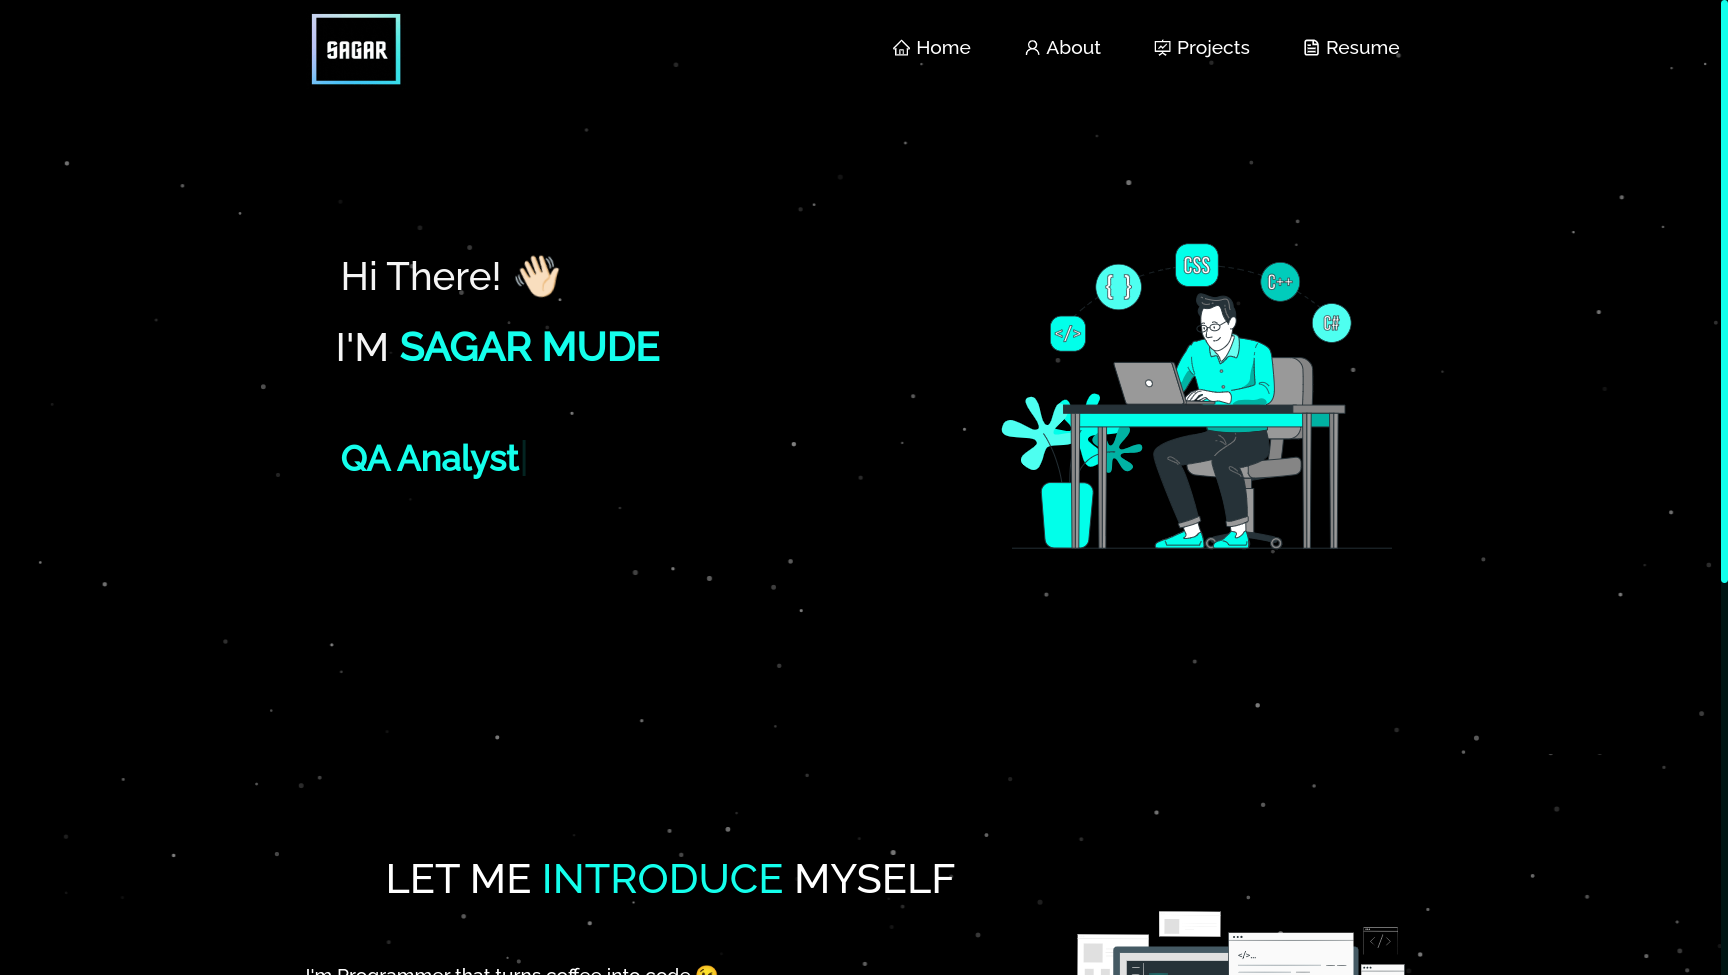 SAGAR
Home
About
Projects
Resume
Hi There! 👋🏻
I'M SAGAR MUDE
QA Analyst
</>
{ }
CSS
C++
C#
LET ME INTRODUCE MYSELF
I'm Programmer that turns coffee into code 😉
</>...
</>